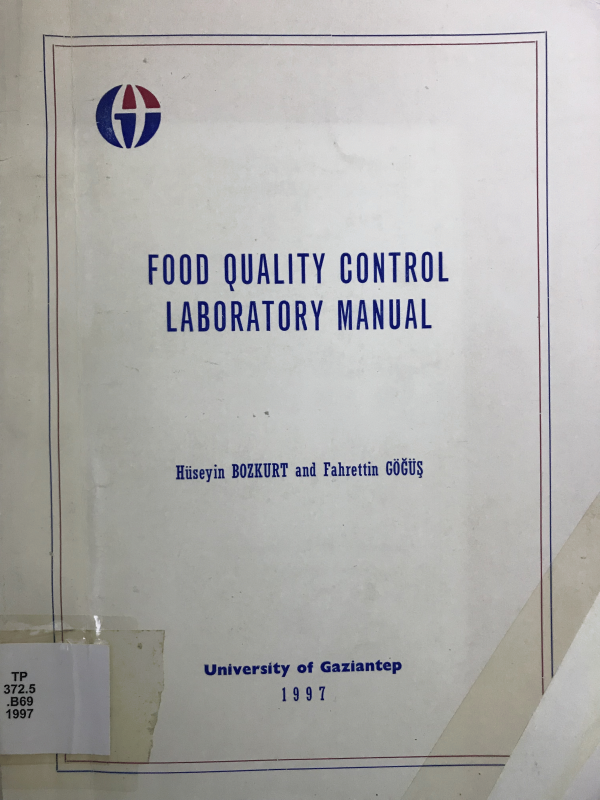 FOOD QUALITY CONTROL
LABORATORY MANUAL
Hüseyin BOZKURT and Fahrettin GÖĞÜŞ
University of Gaziantep
1997
TP
372.5
.B69
1997